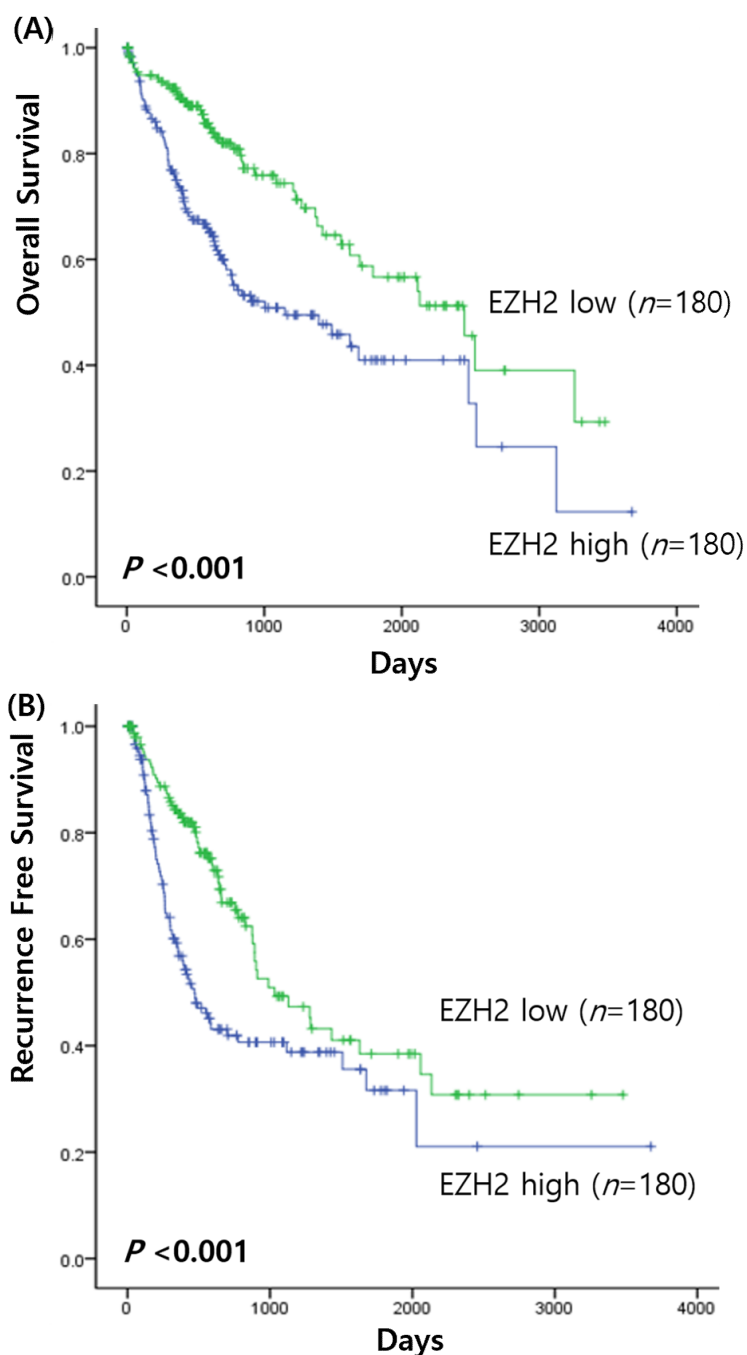 (A)
Overall Survival
1.0
0.8
0.6
0.4
0.2
0.0
EZH2 low (n=180)
EZH2 high (n=180)
P <0.001
0 1000 2000 3000 4000
Days
(B)
Recurrence Free Survival
1.0
0.8
0.6
0.4
0.2
0.0
EZH2 low (n=180)
EZH2 high (n=180)
P <0.001
0 1000 2000 3000 4000
Days